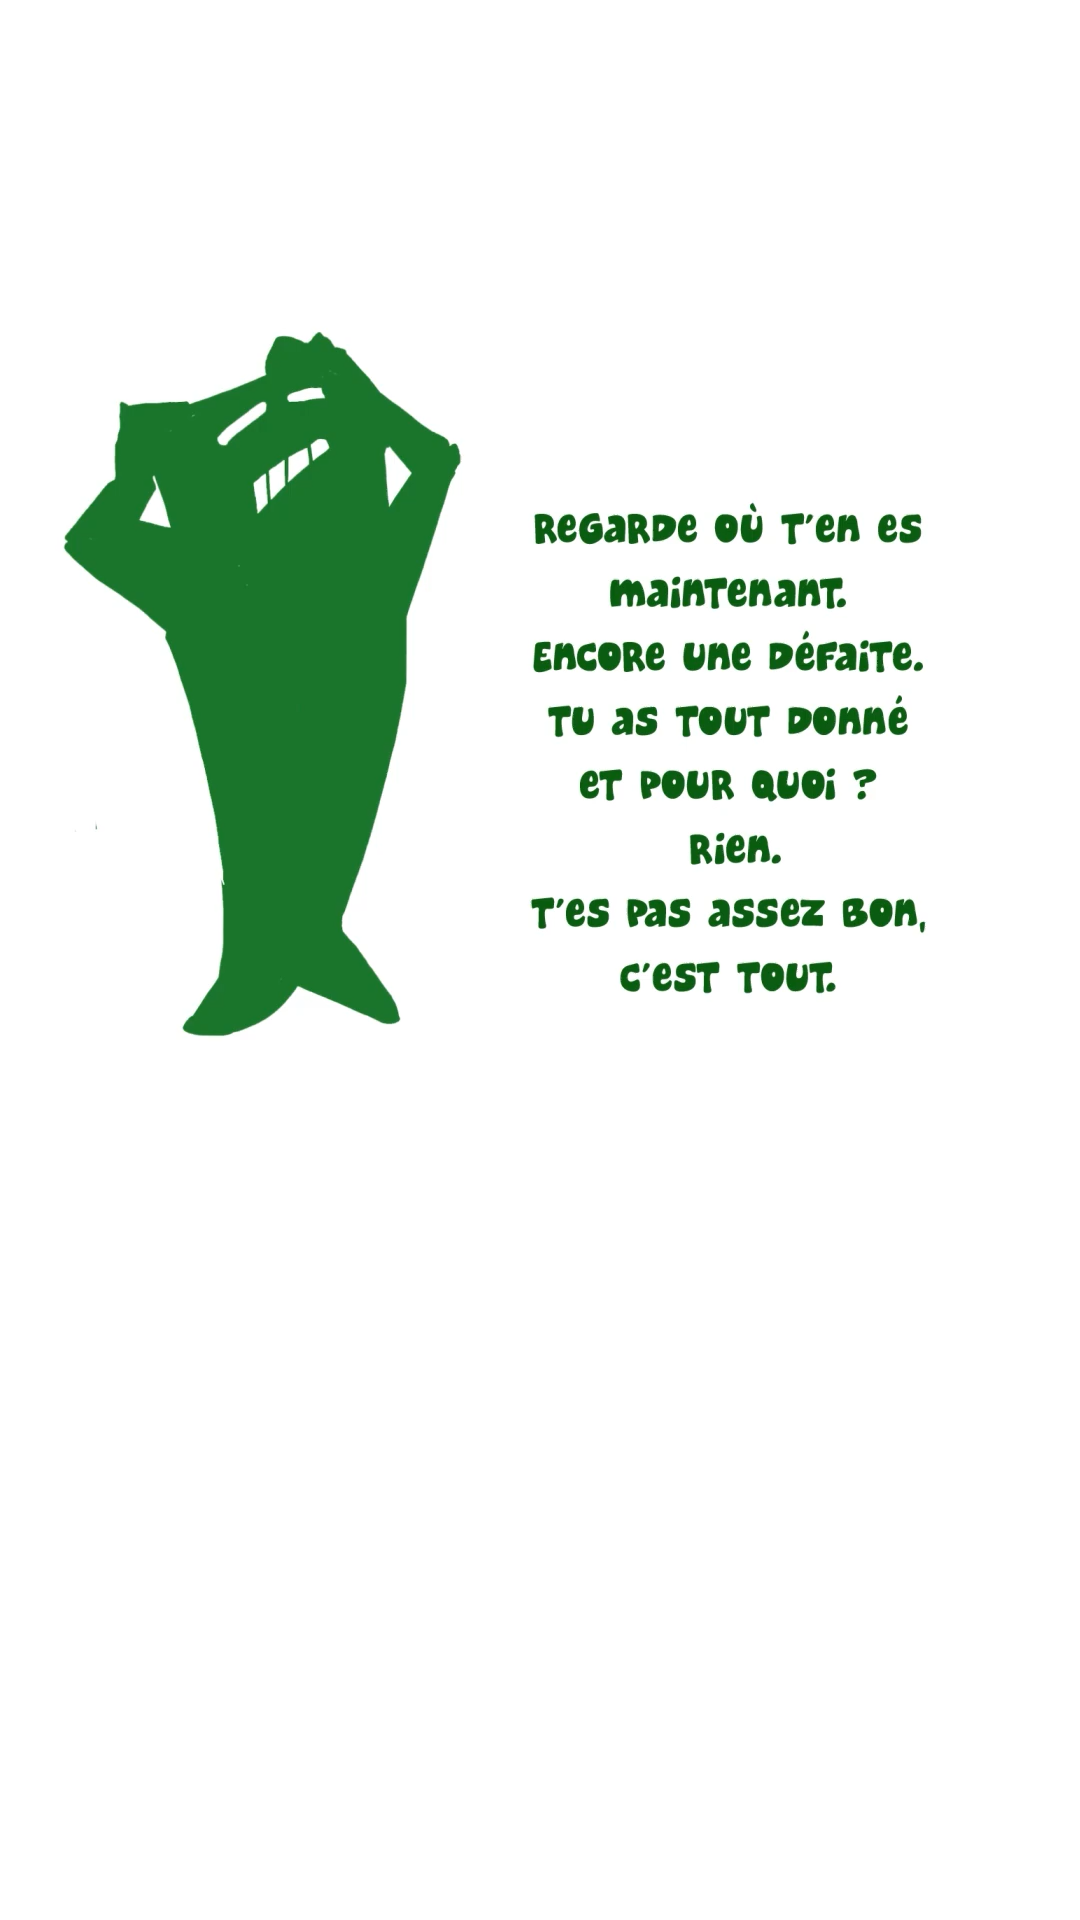 Regarde où t'en es
maintenant.
Encore une défaite.
Tu as tout donné
et pour quoi ?
Rien.
T'es pas assez bon,
c'est tout.